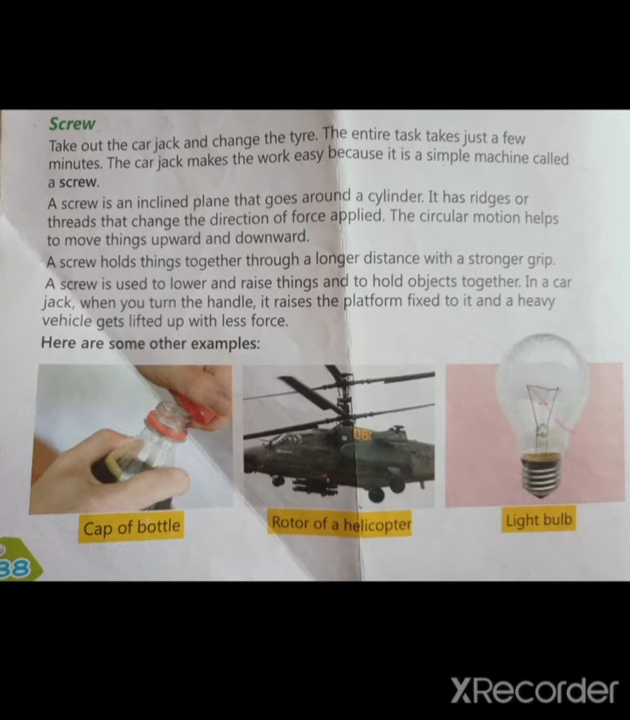 Screw
Take out the car jack and change the tyre. The entire task takes just a few
minutes. The car jack makes the work easy because it is a simple machine called
a screw.
A screw is an inclined plane that goes around a cylinder. It has ridges or
threads that change the direction of force applied. The circular motion helps
to move things upward and downward.
A screw holds things together through a longer distance with a stronger grip.
A screw is used to lower and raise things and to hold objects together. In a car
jack, when you turn the handle, it raises the platform fixed to it and a heavy
vehicle gets lifted up with less force.
Here are some other examples:
Cap of bottle
Rotor of a helicopter
Light bulb
38
XRecorder